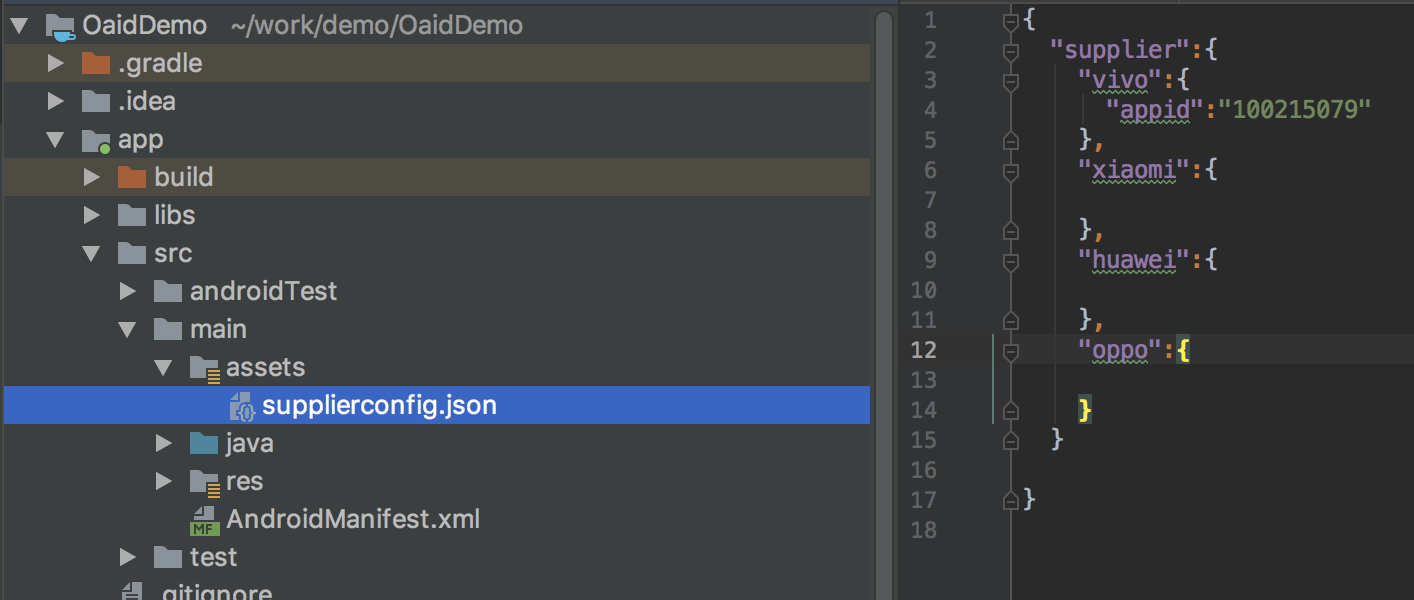 OaidDemo ~/work/demo/OaidDemo
.gradle
.idea
app
build
libs
src
androidTest
main
assets
supplierconfig.json
java
res
AndroidManifest.xml
test
.gitignore
1 {
2 "supplier":{
3 "vivo":{
4 "appid":"100215079"
5 },
6 "xiaomi":{
7
8 },
9 "huawei":{
10
11 },
12 "oppo":{
13
14 }
15 }
16
17 }
18